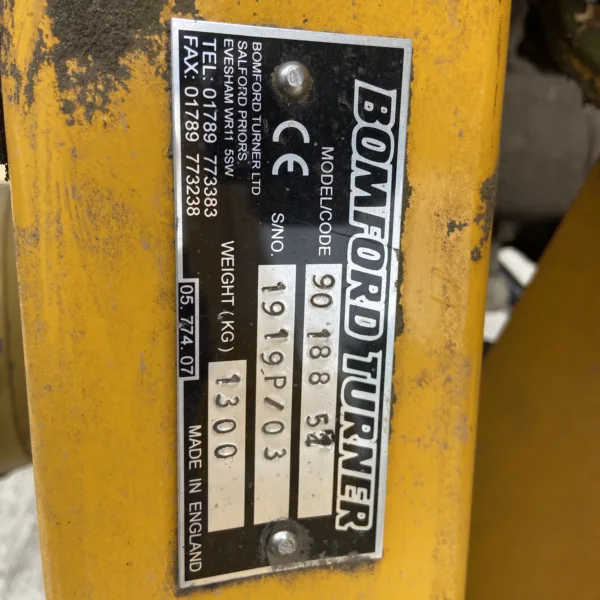 BOMFORD TURNER
MODEL/CODE 90 188
S/NO. 1919P/03
WEIGHT (KG) 1300
CE
BOMFORD TURNER LTD
SALFORD PRIORS
EVESHAM WR11 5SW
TEL: 01789 773383
FAX: 01789 773238
05.774.07
MADE IN ENGLAND